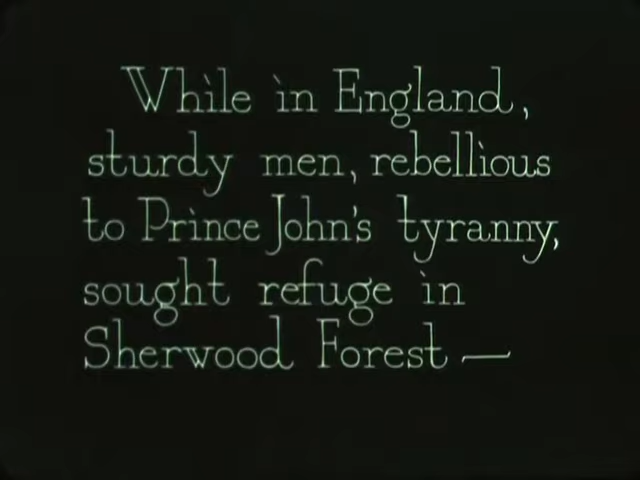 While in England,
sturdy men, rebellious
to Prince John's tyranny,
sought refuge in
Sherwood Forest —